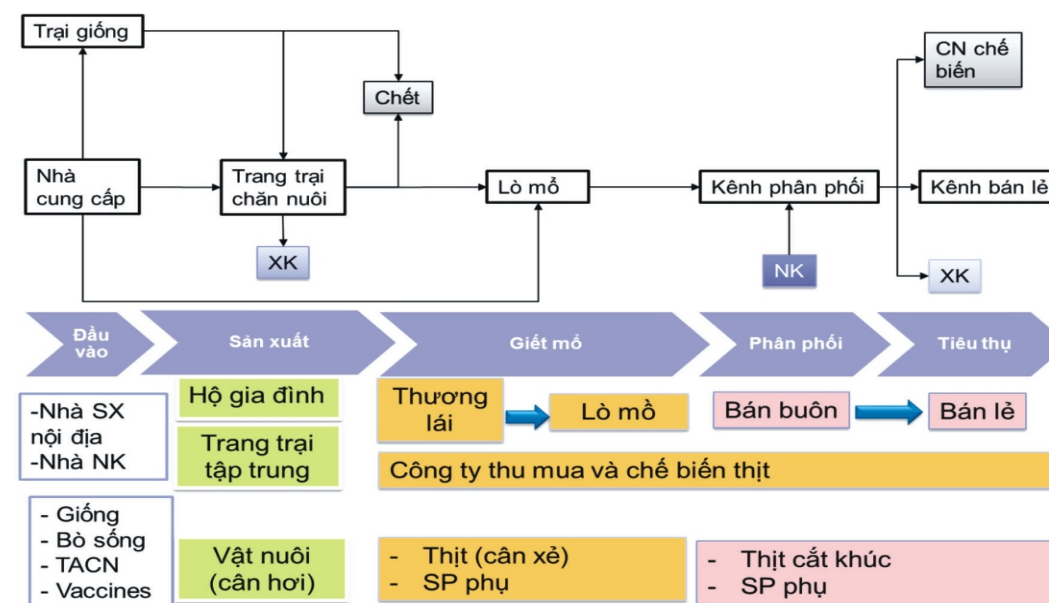 Trại giống
CN chế
biến
Chết
Nhà
cung cấp
Trang trại
chăn nuôi
Lò mổ
Kênh phân phối
Kênh bán lẻ
XK
NK
XK
Đầu
vào
Sản xuất
Giết mổ
Phân phối
Tiêu thụ
-Nhà SX
nội địa
-Nhà NK
Hộ gia đình
Trang trại
tập trung
Thương
lái
Lò mổ
Bán buôn
Bán lẻ
Công ty thu mua và chế biến thịt
- Giống
- Bò sống
- TACN
- Vaccines
Vật nuôi
(cân hơi)
- Thịt (cân xẻ)
- SP phụ
- Thịt cắt khúc
- SP phụ